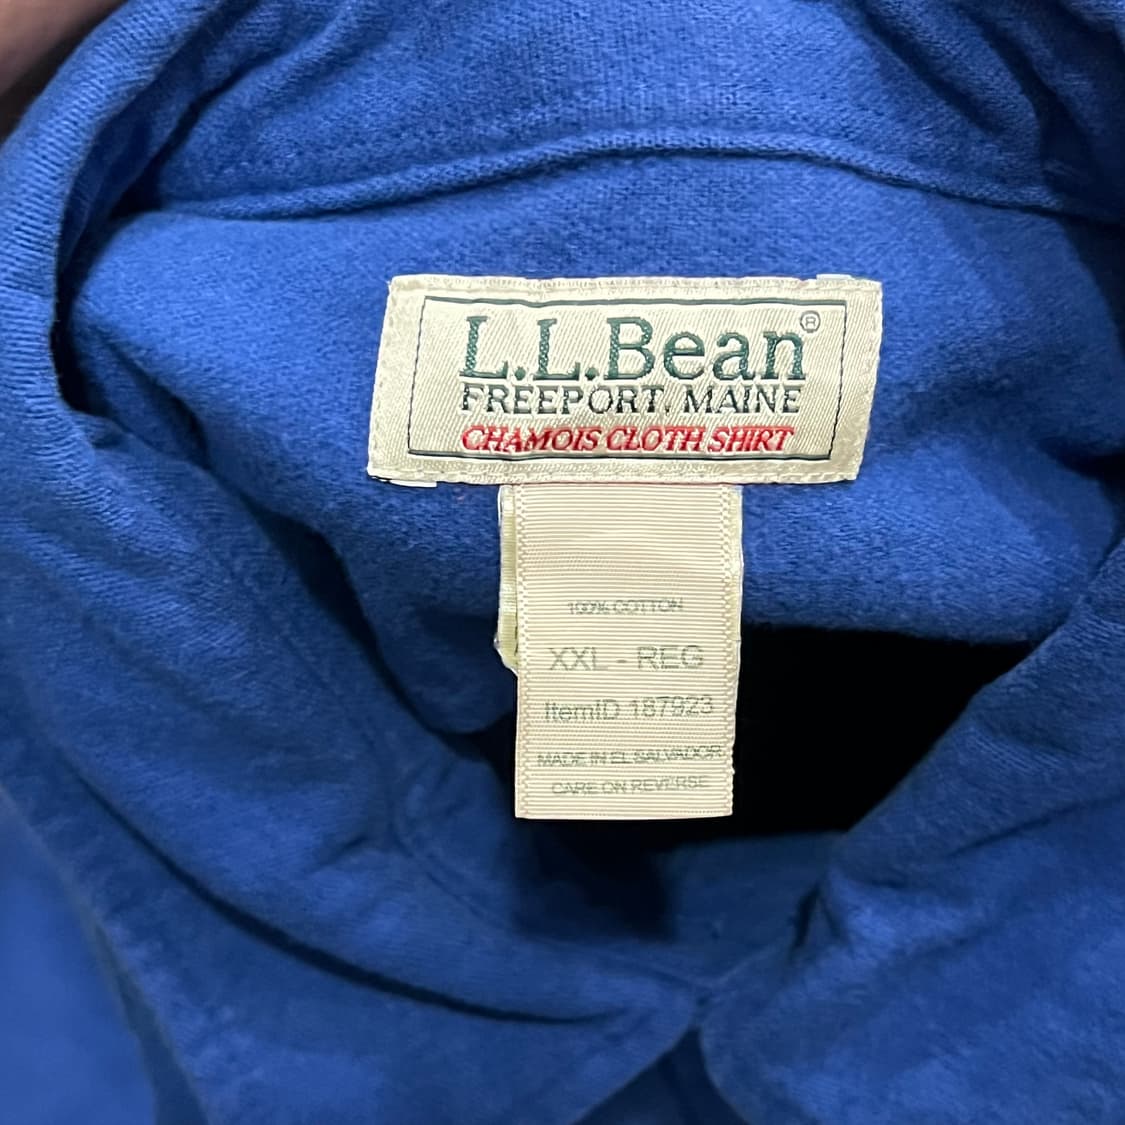 L.L.Bean®
FREEPORT, MAINE
CHAMOIS CLOTH SHIRT
100% COTTON
XXL - REG
ItemID 187923
MADE IN EL SALVADOR
CARE ON REVERSE